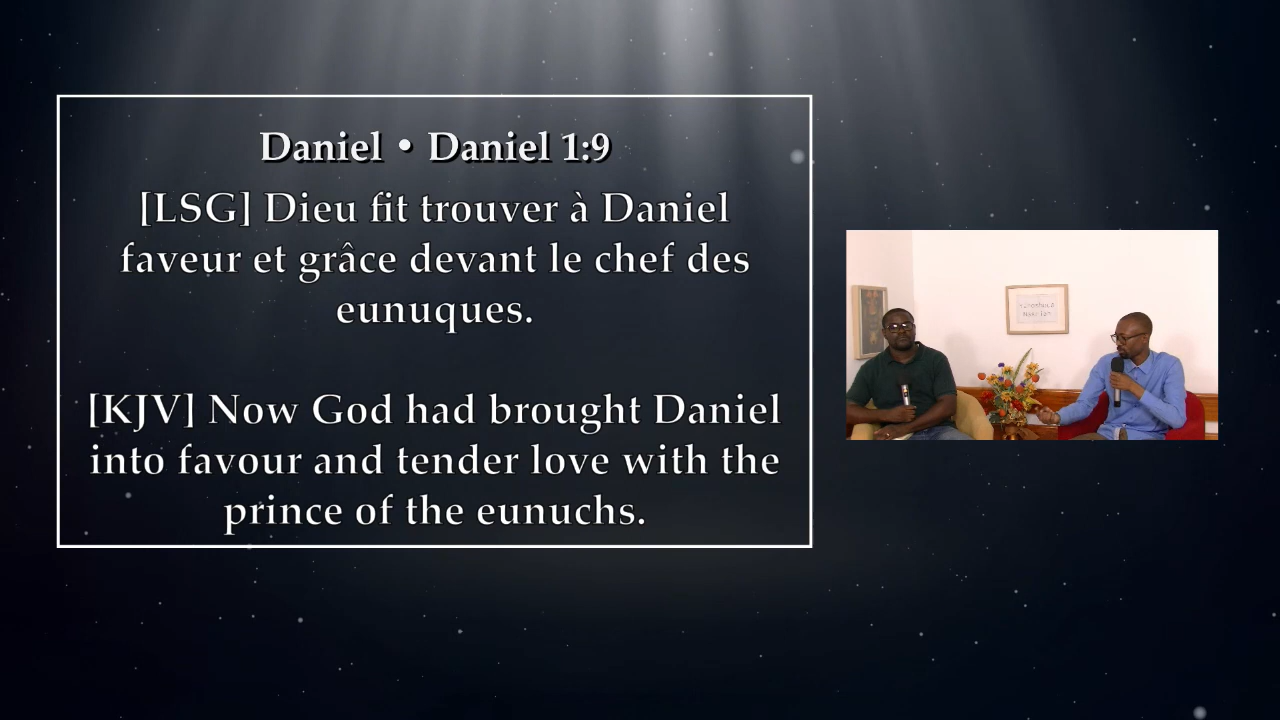 Daniel • Daniel 1:9
[LSG] Dieu fit trouver à Daniel
faveur et grâce devant le chef des
eunuques.
[KJV] Now God had brought Daniel
into favour and tender love with the
prince of the eunuchs.